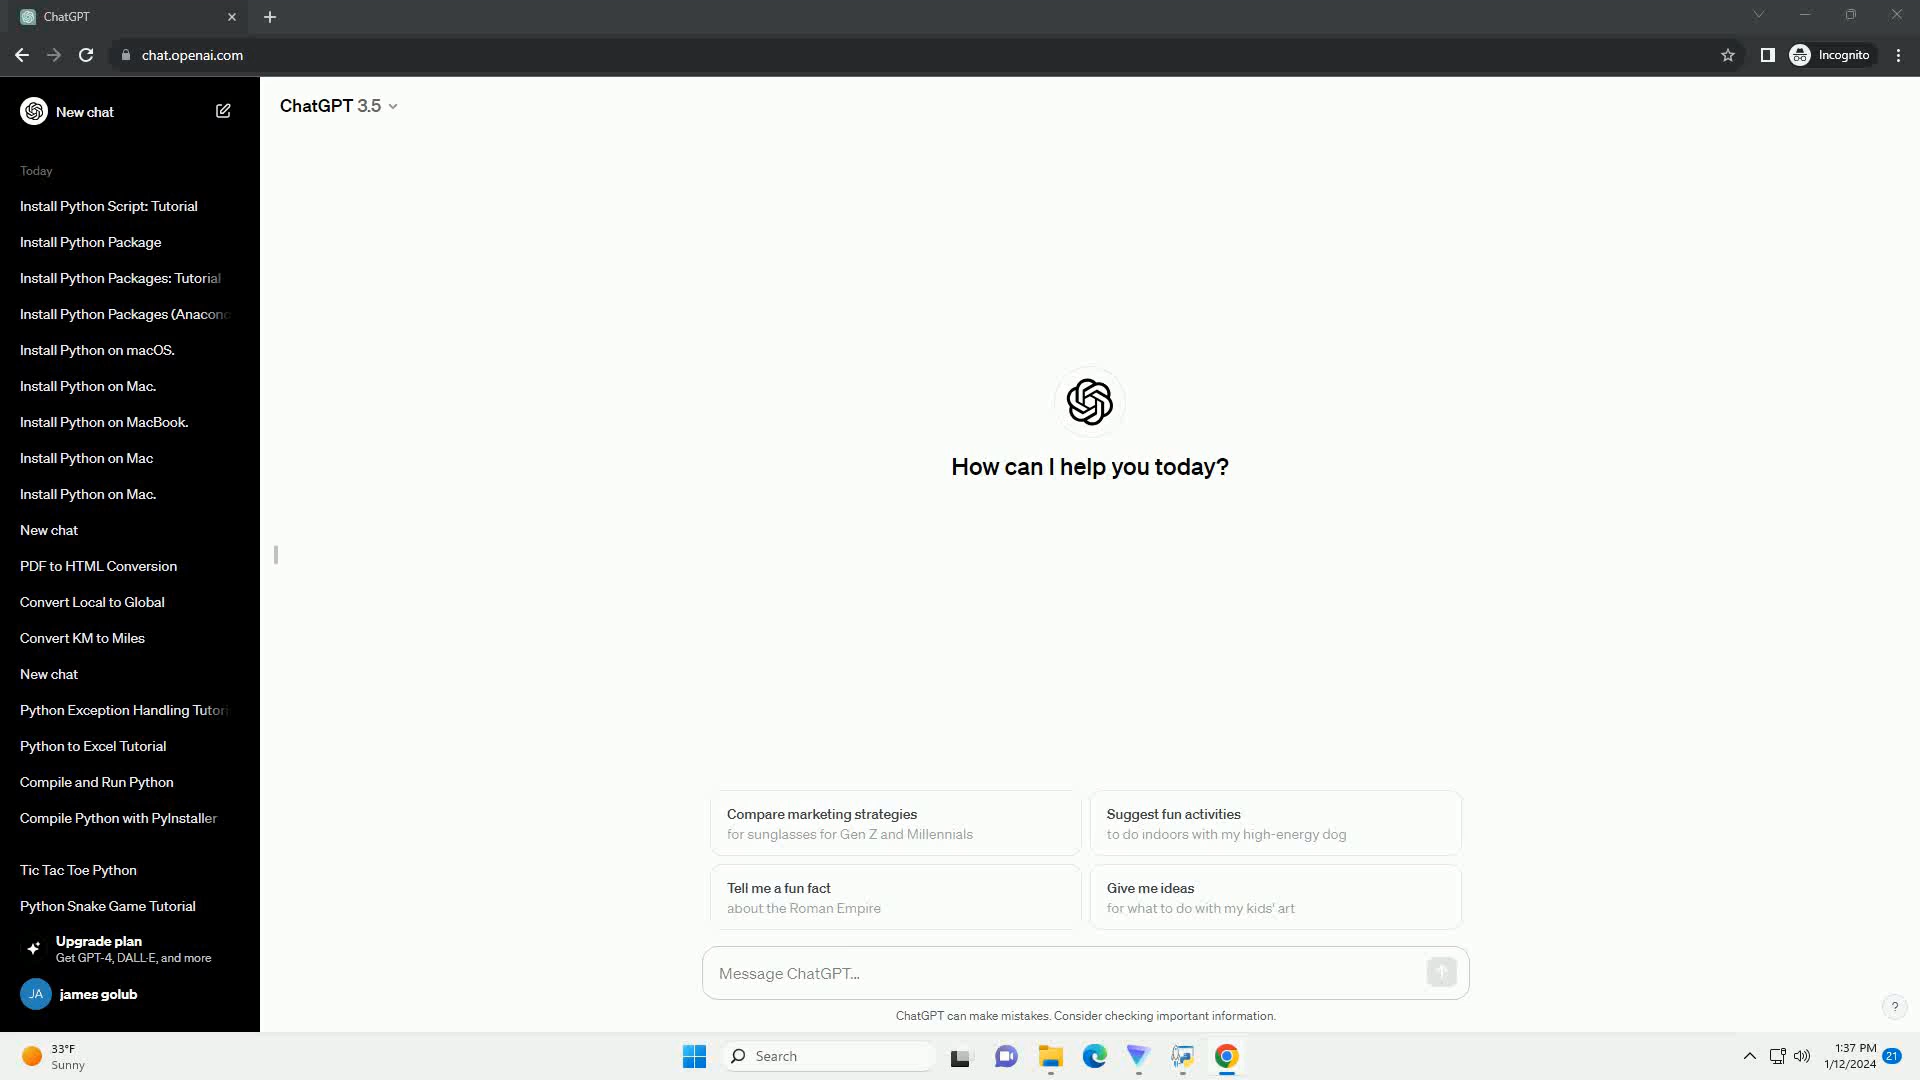 ChatGPT
chat.openai.com
Incognito
New chat
ChatGPT 3.5
Today
Install Python Script: Tutorial
Install Python Package
Install Python Packages: Tutorial
Install Python Packages (Anacon
Install Python on macOS.
Install Python on Mac.
Install Python on MacBook.
Install Python on Mac
Install Python on Mac.
New chat
PDF to HTML Conversion
Convert Local to Global
Convert KM to Miles
New chat
Python Exception Handling Tutori
Python to Excel Tutorial
Compile and Run Python
Compile Python with PyInstaller
Tic Tac Toe Python
Python Snake Game Tutorial
Upgrade plan
Get GPT-4, DALL·E, and more
JA james golub
How can I help you today?
Compare marketing strategies
for sunglasses for Gen Z and Millennials
Suggest fun activities
to do indoors with my high-energy dog
Tell me a fun fact
about the Roman Empire
Give me ideas
for what to do with my kids' art
Message ChatGPT...
ChatGPT can make mistakes. Consider checking important information.
?
33°F
Sunny
Search
1:37 PM
1/12/2024
21